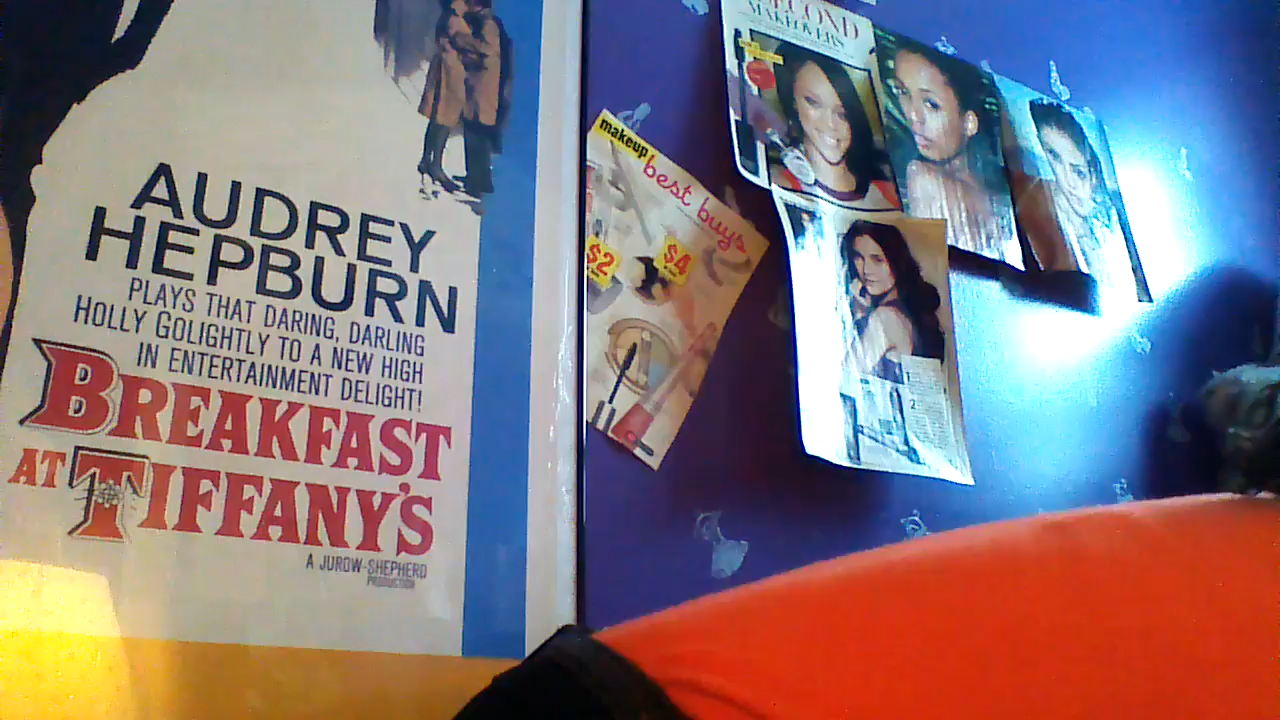 AUDREY
HEPBURN
PLAYS THAT DARING, DARLING
HOLLY GOLIGHTLY TO A NEW HIGH
IN ENTERTAINMENT DELIGHT!
BREAKFAST
AT TIFFANY'S
A JUROW-SHEPHERD
PRODUCTION
makeup
best buys
$2
$4
MAKEOVERS
2